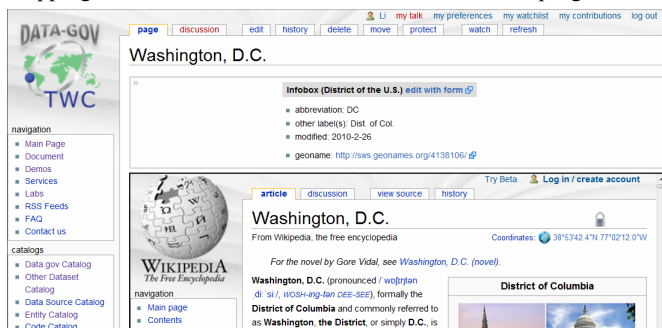 Li my talk my preferences my watchlist my contributions log out
page discussion edit history delete move protect watch refresh
DATA-GOV
TWC
Washington, D.C.
Infobox (District of the U.S.) edit with form
abbreviation: DC
other label(s): Dist. of Col.
modified: 2010-2-26
geoname: http://sws.geonames.org/4138106/
navigation
Main Page
Document
Demos
Services
Labs
RSS Feeds
FAQ
Contact us
catalogs
Data gov Catalog
Other Dataset
Catalog
Data Source Catalog
Entity Catalog
Code Catalog
Try Beta Log in / create account
article discussion view source history
WIKIPEDIA
The Free Encyclopedia
navigation
Main page
Contents
Washington, D.C.
From Wikipedia, the free encyclopedia
Coordinates: 38°53′42.4″N 77°02′12.0″W
For the novel by Gore Vidal, see Washington, D.C. (novel).
Washington, D.C. (pronounced /ˈwɒʃɪŋtən
ˌdiːˈsiː/, WOSH-ing-tən DEE-SEE), formally the
District of Columbia and commonly referred to
as Washington, the District, or simply D.C., is
District of Columbia